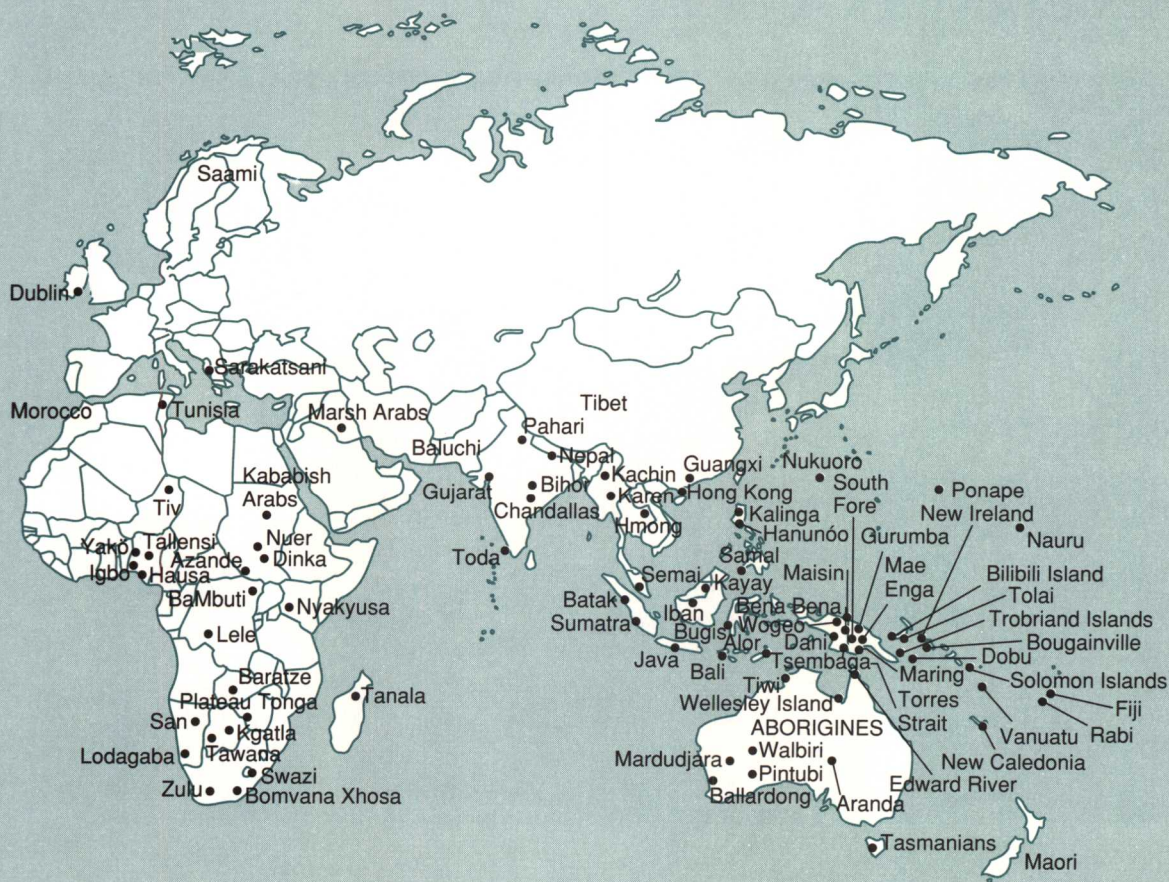 Saami
Dublin
Sarakatsani
Morocco
Tunisia
Marsh Arabs
Tibet
Baluchi
Pahari
Nepal
Kababish
Arabs
Gujarat
Bihor
Chandallas
Kachin
Karen
Hmong
Guangxi
Hong Kong
Nukuoro
South
Fore
Ponape
New Ireland
Tiv
Kalinga
Hanunóo
Gurumba
Nauru
Yakö
Tallensi
Azande
Nuer
Dinka
Toda
Samal
Maisin
Mae
Enga
Bilibili Island
Igbo
Hausa
BaMbuti
Nyakyusa
Semai
Kayay
Batak
Iban
Bena Bena
Wogeo
Tolai
Trobriand Islands
Sumatra
Bugis
Dani
Bougainville
Lele
Java
Bali
Alor
Tsembaga
Maring
Dobu
Solomon Islands
Baratze
Tanala
Tiwi
Torres
Strait
Fiji
Plateau Tonga
Wellesley Island
Rabi
San
Kgatla
ABORIGINES
Vanuatu
Lodagaba
Tawana
Mardudjára
Walbiri
New Caledonia
Swazi
Pintubi
Edward River
Zulu
Bomvana Xhosa
Ballardong
Aranda
Tasmanians
Maori